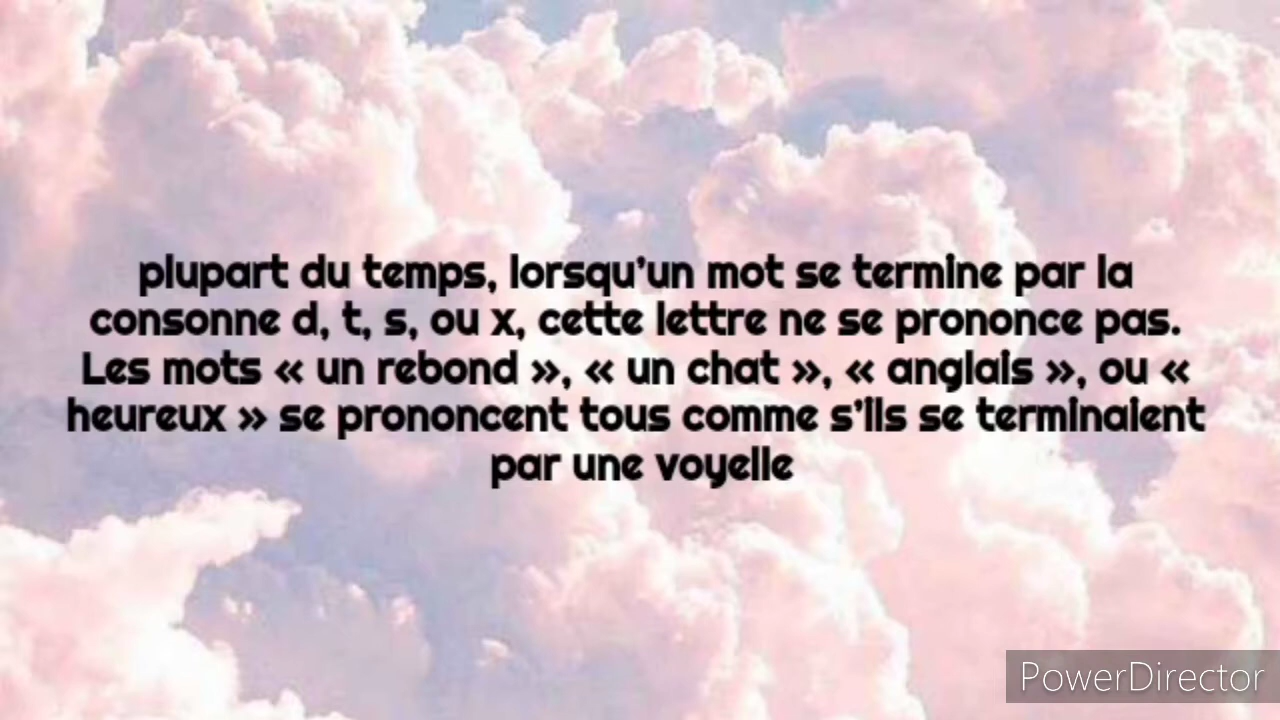 plupart du temps, lorsqu'un mot se termine par la
consonne d, t, s, ou x, cette lettre ne se prononce pas.
Les mots « un rebond », « un chat », « anglais », ou «
heureux » se prononcent tous comme s'ils se terminaient
par une voyelle
PowerDirector